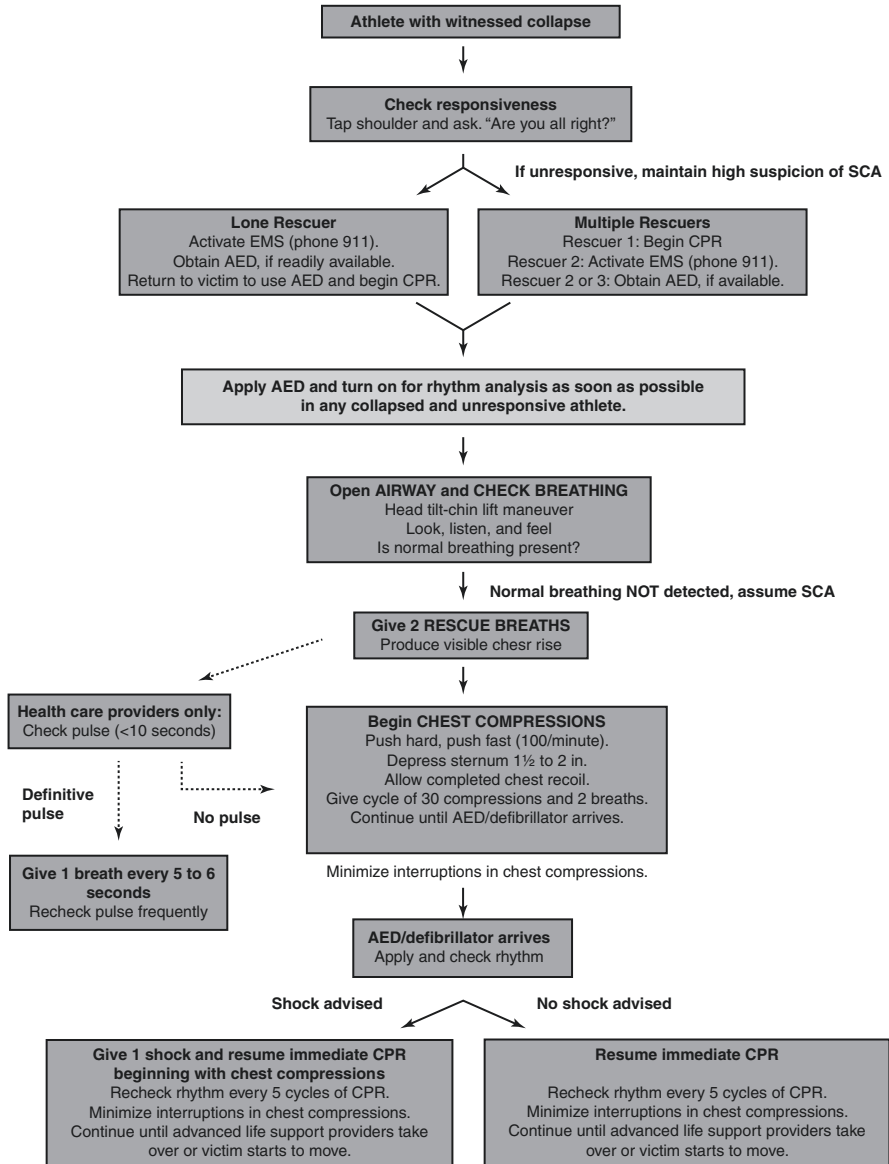 Athlete with witnessed collapse
Check responsiveness
Tap shoulder and ask. “Are you all right?”
If unresponsive, maintain high suspicion of SCA
Lone Rescuer
Activate EMS (phone 911).
Obtain AED, if readily available.
Return to victim to use AED and begin CPR.
Multiple Rescuers
Rescuer 1: Begin CPR
Rescuer 2: Activate EMS (phone 911).
Rescuer 2 or 3: Obtain AED, if available.
Apply AED and turn on for rhythm analysis as soon as possible
in any collapsed and unresponsive athlete.
Open AIRWAY and CHECK BREATHING
Head tilt-chin lift maneuver
Look, listen, and feel
Is normal breathing present?
Normal breathing NOT detected, assume SCA
Give 2 RESCUE BREATHS
Produce visible chesr rise
Health care providers only:
Check pulse (<10 seconds)
Definitive
pulse
No pulse
Give 1 breath every 5 to 6
seconds
Recheck pulse frequently
Begin CHEST COMPRESSIONS
Push hard, push fast (100/minute).
Depress sternum 1½ to 2 in.
Allow completed chest recoil.
Give cycle of 30 compressions and 2 breaths.
Continue until AED/defibrillator arrives.
Minimize interruptions in chest compressions.
AED/defibrillator arrives
Apply and check rhythm
Shock advised
No shock advised
Give 1 shock and resume immediate CPR
beginning with chest compressions
Recheck rhythm every 5 cycles of CPR.
Minimize interruptions in chest compressions.
Continue until advanced life support providers take
over or victim starts to move.
Resume immediate CPR
Recheck rhythm every 5 cycles of CPR.
Minimize interruptions in chest compressions.
Continue until advanced life support providers take
over or victim starts to move.